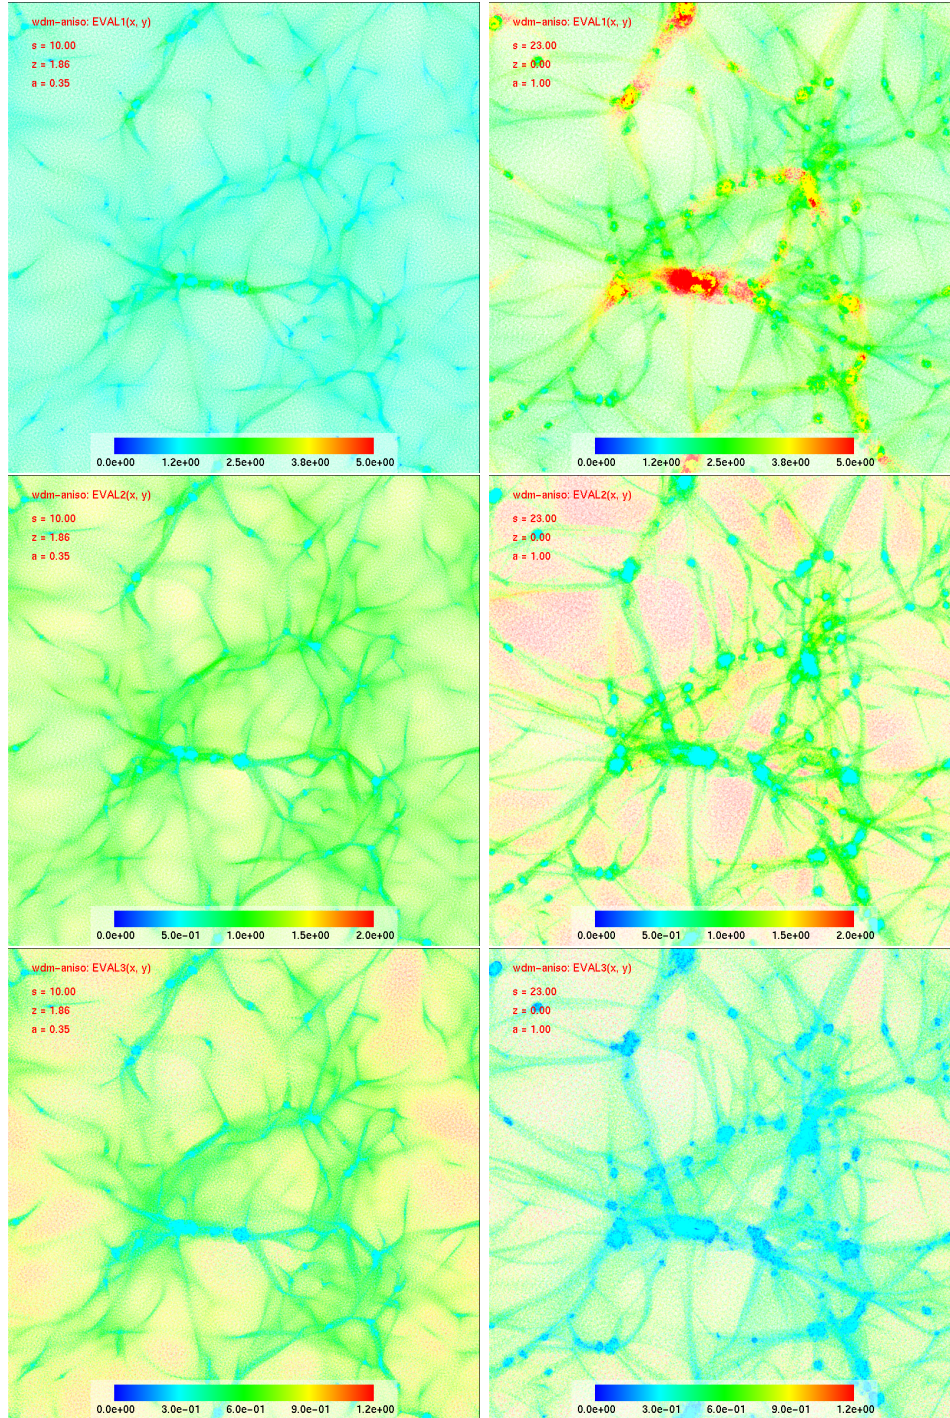 wdm-aniso: EVAL1(x, y)
s = 10.00
z = 1.86
a = 0.35
0.0e+00 1.2e+00 2.5e+00 3.8e+00 5.0e+00
wdm-aniso: EVAL1(x, y)
s = 23.00
z = 0.00
a = 1.00
0.0e+00 1.2e+00 2.5e+00 3.8e+00 5.0e+00
wdm-aniso: EVAL2(x, y)
s = 10.00
z = 1.86
a = 0.35
0.0e+00 5.0e-01 1.0e+00 1.5e+00 2.0e+00
wdm-aniso: EVAL2(x, y)
s = 23.00
z = 0.00
a = 1.00
0.0e+00 5.0e-01 1.0e+00 1.5e+00 2.0e+00
wdm-aniso: EVAL3(x, y)
s = 10.00
z = 1.86
a = 0.35
0.0e+00 3.0e-01 6.0e-01 9.0e-01 1.2e+00
wdm-aniso: EVAL3(x, y)
s = 23.00
z = 0.00
a = 1.00
0.0e+00 3.0e-01 6.0e-01 9.0e-01 1.2e+00